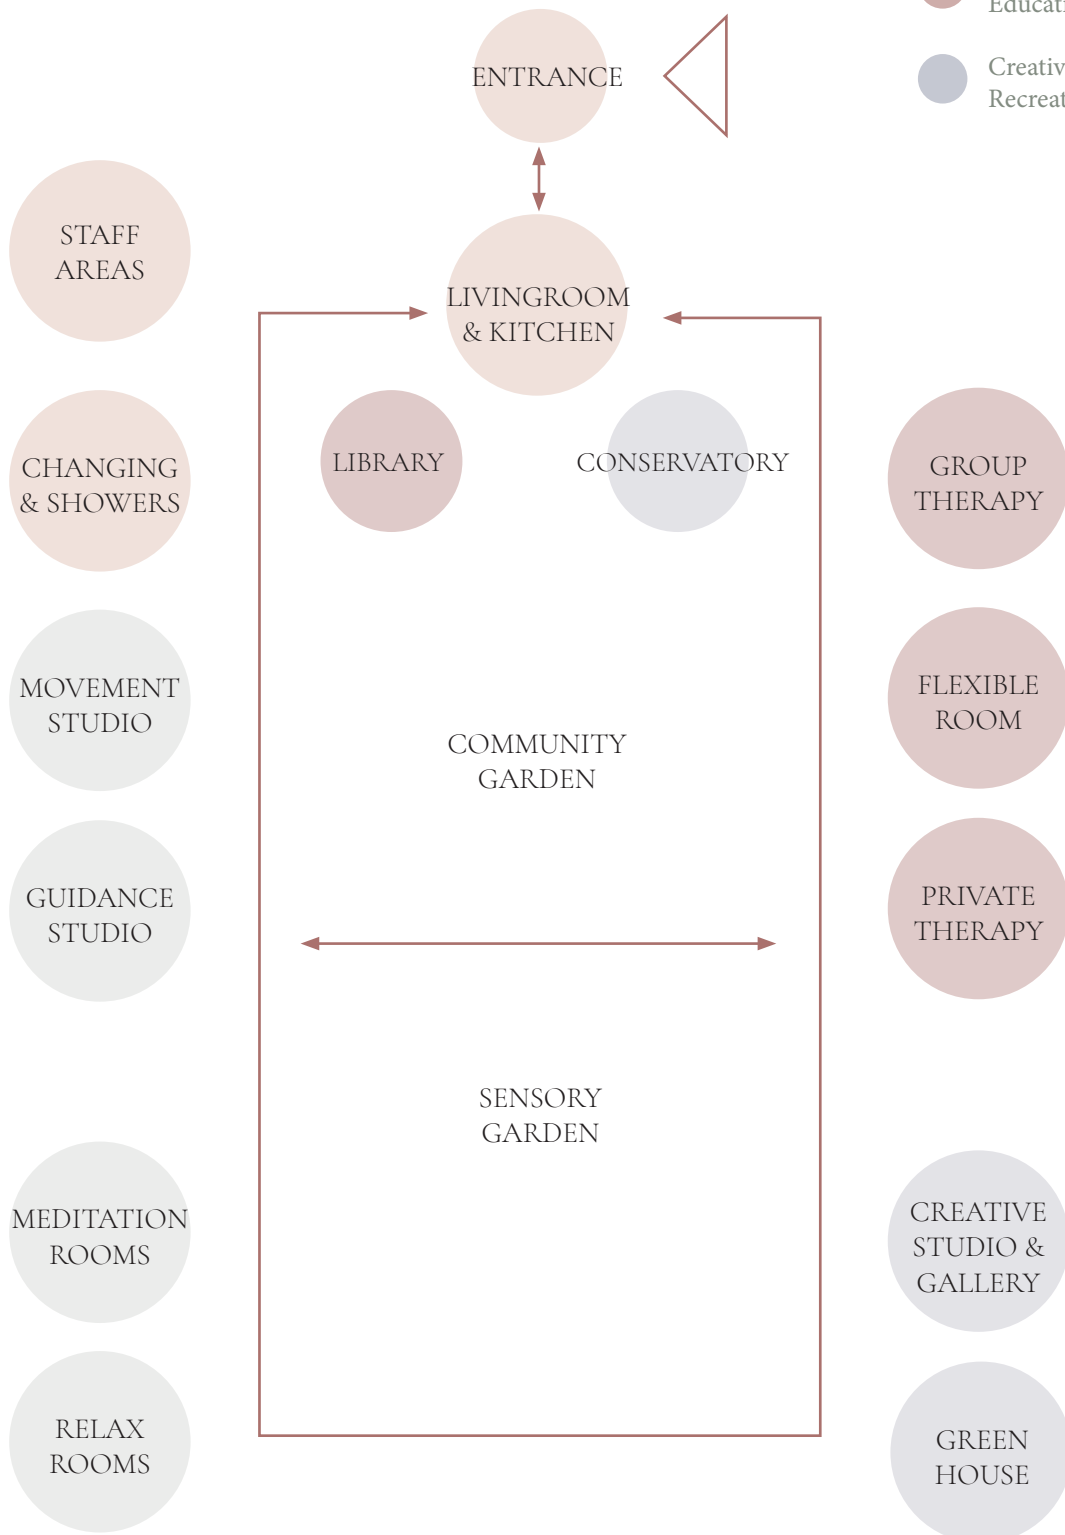 ENTRANCE
Creativ
Recreat
STAFF
AREAS
LIVINGROOM
& KITCHEN
CHANGING
& SHOWERS
LIBRARY
CONSERVATORY
GROUP
THERAPY
MOVEMENT
STUDIO
FLEXIBLE
ROOM
COMMUNITY
GARDEN
GUIDANCE
STUDIO
PRIVATE
THERAPY
SENSORY
GARDEN
MEDITATION
ROOMS
CREATIVE
STUDIO &
GALLERY
RELAX
ROOMS
GREEN
HOUSE